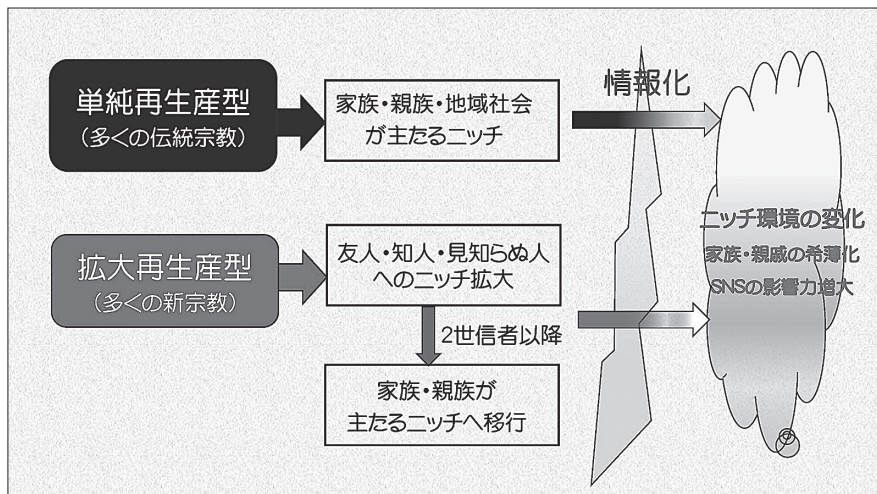 単純再生産型
（多くの伝統宗教）
家族・親族・地域社会
が主たるニッチ
情報化
拡大再生産型
（多くの新宗教）
友人・知人・見知らぬ人
へのニッチ拡大
2世信者以降
家族・親族が
主たるニッチへ移行
ニッチ環境の変化
家族・親戚の希薄化
SNSの影響力増大